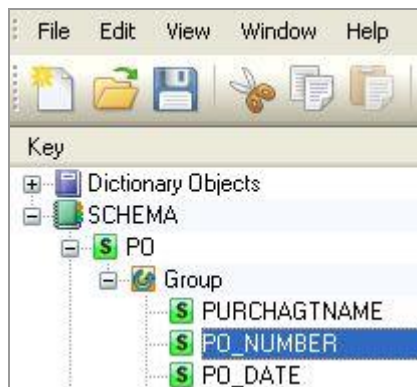 File Edit View Window Help
Key
Dictionary Objects
SCHEMA
S PO
Group
S PURCHAGTNAME
S PO_NUMBER
S PO_DATE